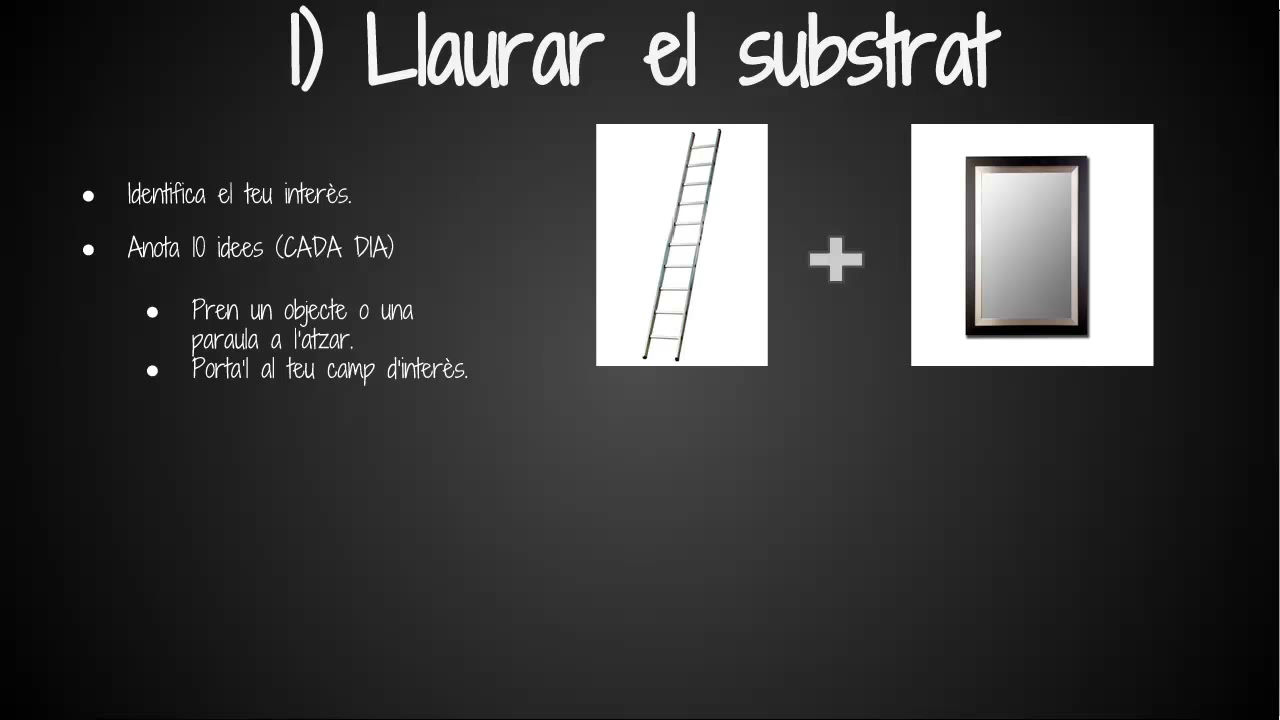 1) Llaurar el substrat
● Identifica el teu interès.
● Anota 10 idees (CADA DIA)
● Pren un objecte o una
paraula a l'atzar.
● Porta'l al teu camp d'interès.